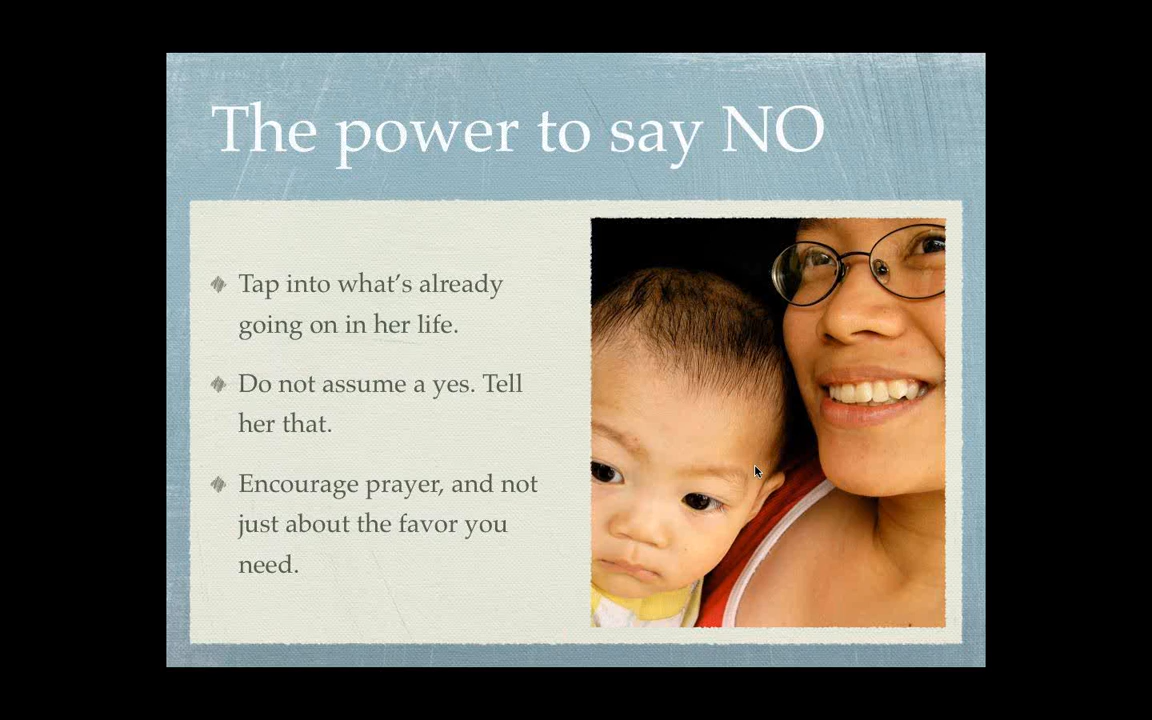 The power to say NO
Tap into what's already
going on in her life.
Do not assume a yes. Tell
her that.
Encourage prayer, and not
just about the favor you
need.